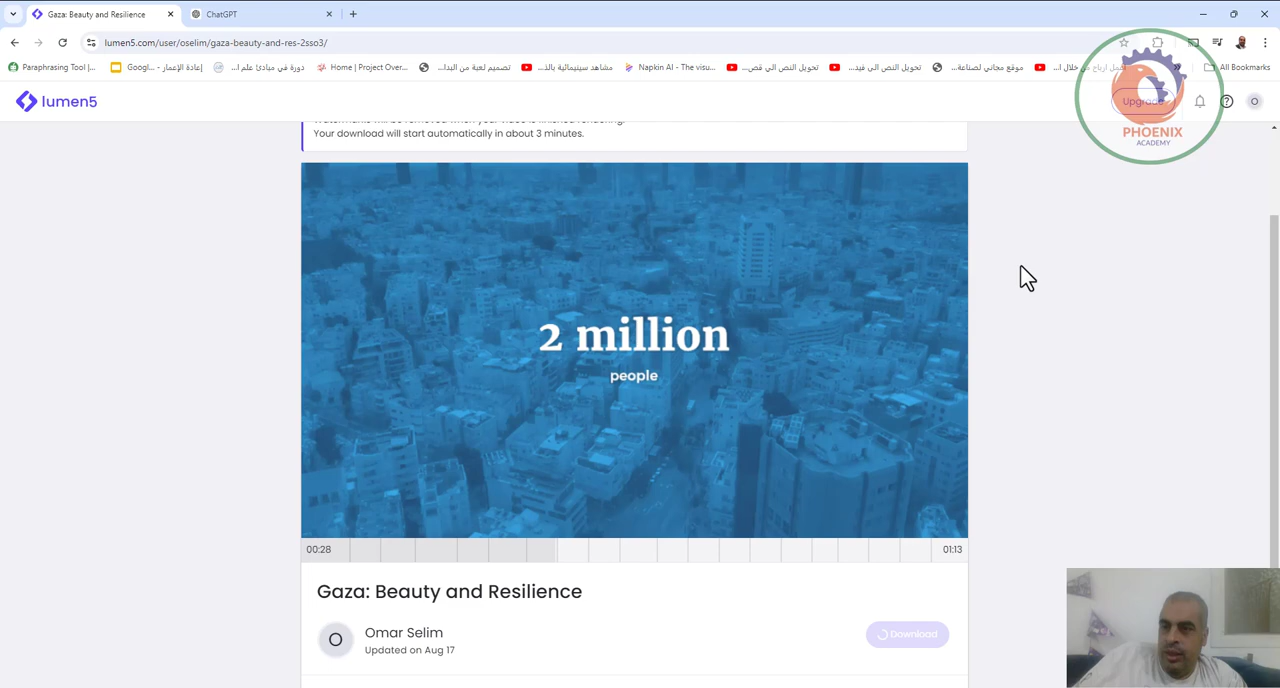 Gaza: Beauty and Resilience
ChatGPT
lumen5.com/user/oselim/gaza-beauty-and-res-2sso3/
Paraphrasing Tool |...
Googl... - إعادة الإعمار
دورة في مبادئ علم ا...
Home | Project Over...
تصميم لعبة من ال...
مشاهد سينيمائية بالذ...
Napkin AI - The visu...
تحويل النص الى قص...
تحويل النص الى فيد...
موقع مجاني لصناعة...
All Bookmarks
lumen5
Upgrade
PHOENIX
ACADEMY
Your download will start automatically in about 3 minutes.
2 million
people
00:28
01:13
Gaza: Beauty and Resilience
O
Omar Selim
Updated on Aug 17
Download